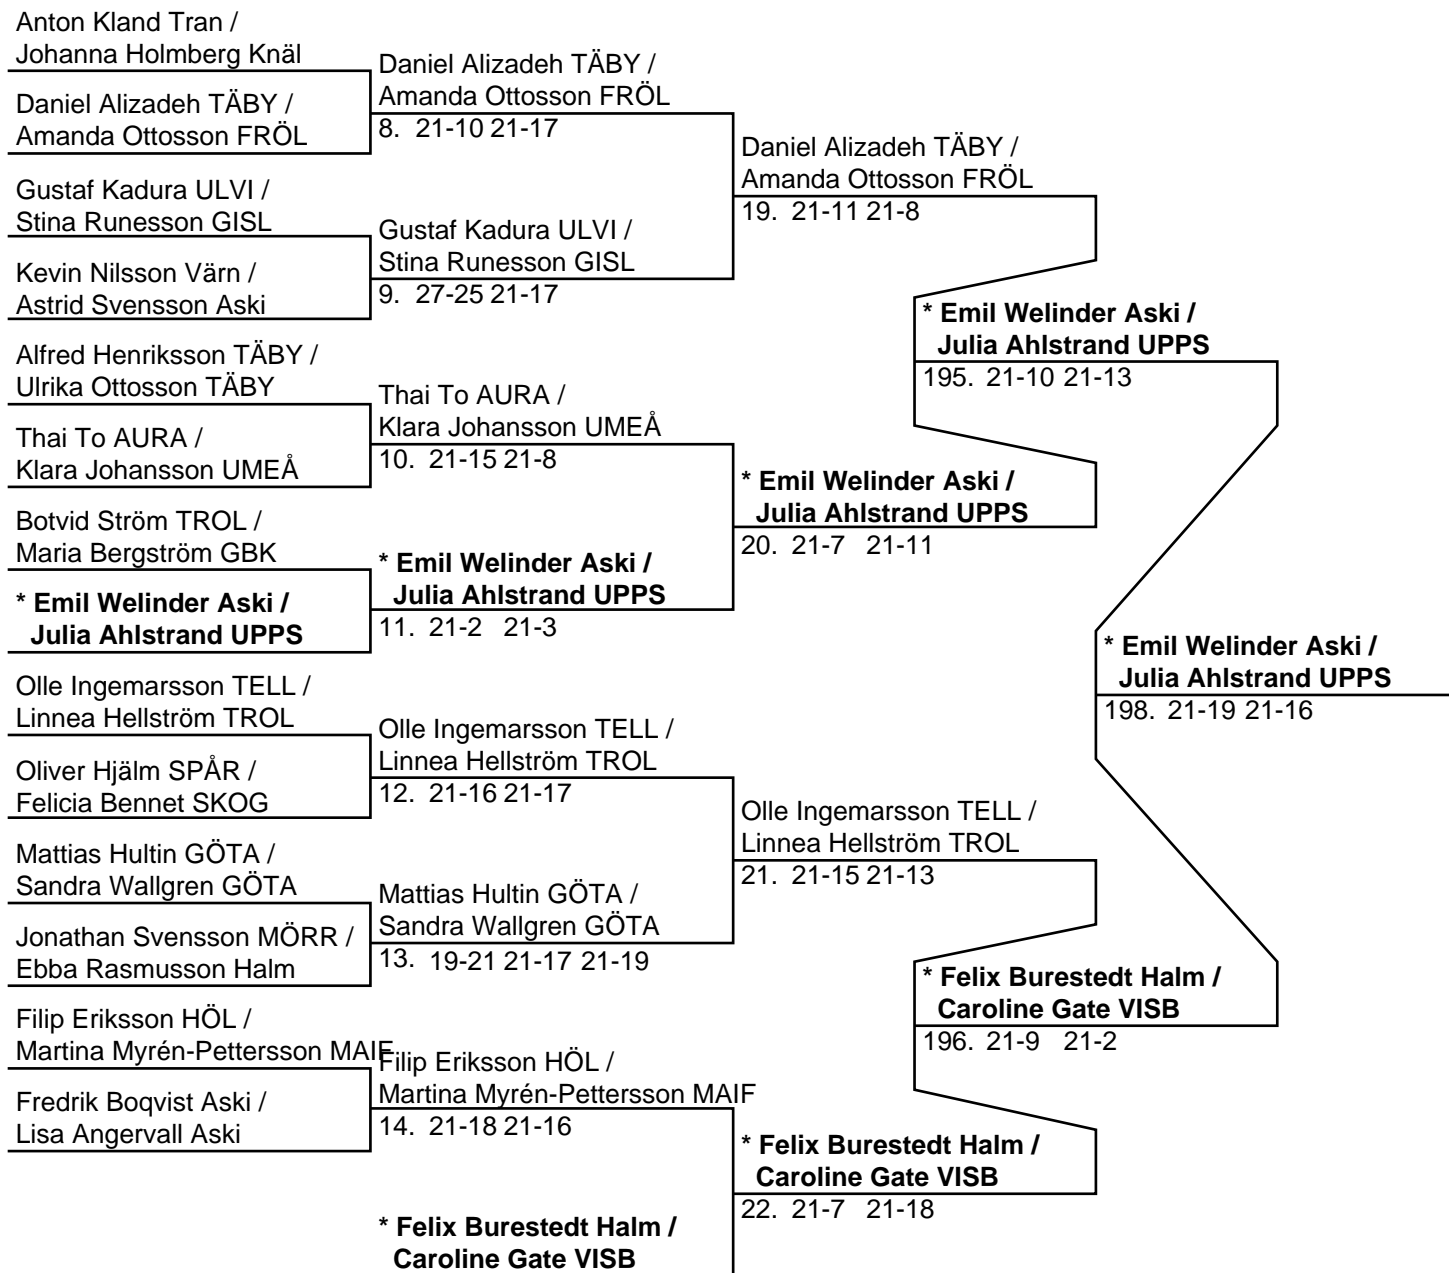 Anton Kland Tran /
Johanna Holmberg Knäl
Daniel Alizadeh TÄBY /
Amanda Ottosson FRÖL
Gustaf Kadura ULVI /
Stina Runesson GISL
Kevin Nilsson Värn /
Astrid Svensson Aski
Alfred Henriksson TÄBY /
Ulrika Ottosson TÄBY
Thai To AURA /
Klara Johansson UMEÅ
Botvid Ström TROL /
Maria Bergström GBK
* Emil Welinder Aski /
Julia Ahlstrand UPPS
Olle Ingemarsson TELL /
Linnea Hellström TROL
Oliver Hjälm SPÅR /
Felicia Bennet SKOG
Mattias Hultin GÖTA /
Sandra Wallgren GÖTA
Jonathan Svensson MÖRR /
Ebba Rasmusson Halm
Filip Eriksson HÖL /
Martina Myrén-Pettersson MAIF
Fredrik Boqvist Aski /
Lisa Angervall Aski
Daniel Alizadeh TÄBY /
Amanda Ottosson FRÖL
8. 21-10 21-17
Gustaf Kadura ULVI /
Stina Runesson GISL
9. 27-25 21-17
Thai To AURA /
Klara Johansson UMEÅ
10. 21-15 21-8
* Emil Welinder Aski /
Julia Ahlstrand UPPS
11. 21-2 21-3
Olle Ingemarsson TELL /
Linnea Hellström TROL
12. 21-16 21-17
Mattias Hultin GÖTA /
Sandra Wallgren GÖTA
13. 19-21 21-17 21-19
Filip Eriksson HÖL /
Martina Myrén-Pettersson MAIF
14. 21-18 21-16
* Felix Burestedt Halm /
Caroline Gate VISB
Daniel Alizadeh TÄBY /
Amanda Ottosson FRÖL
19. 21-11 21-8
* Emil Welinder Aski /
Julia Ahlstrand UPPS
20. 21-7 21-11
Olle Ingemarsson TELL /
Linnea Hellström TROL
21. 21-15 21-13
* Felix Burestedt Halm /
Caroline Gate VISB
22. 21-7 21-18
* Emil Welinder Aski /
Julia Ahlstrand UPPS
195. 21-10 21-13
* Felix Burestedt Halm /
Caroline Gate VISB
196. 21-9 21-2
* Emil Welinder Aski /
Julia Ahlstrand UPPS
198. 21-19 21-16